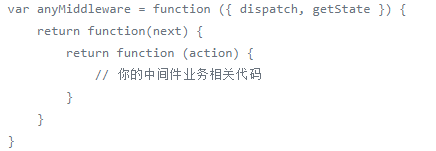 var anyMiddleware = function ({ dispatch, getState }) {
    return function(next) {
        return function (action) {
            // 你的中间件业务相关代码
        }
    }
}